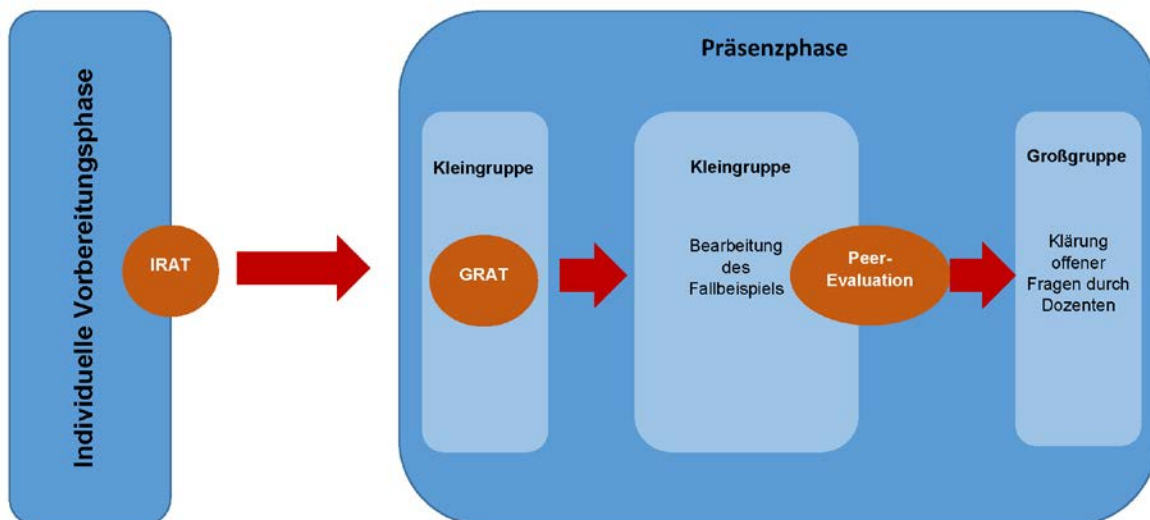 Individuelle Vorbereitungsphase
IRAT
Präsenzphase
Kleingruppe
GRAT
Kleingruppe
Bearbeitung
des
Fallbeispiels
Peer-
Evaluation
Großgruppe
Klärung
offener
Fragen durch
Dozenten